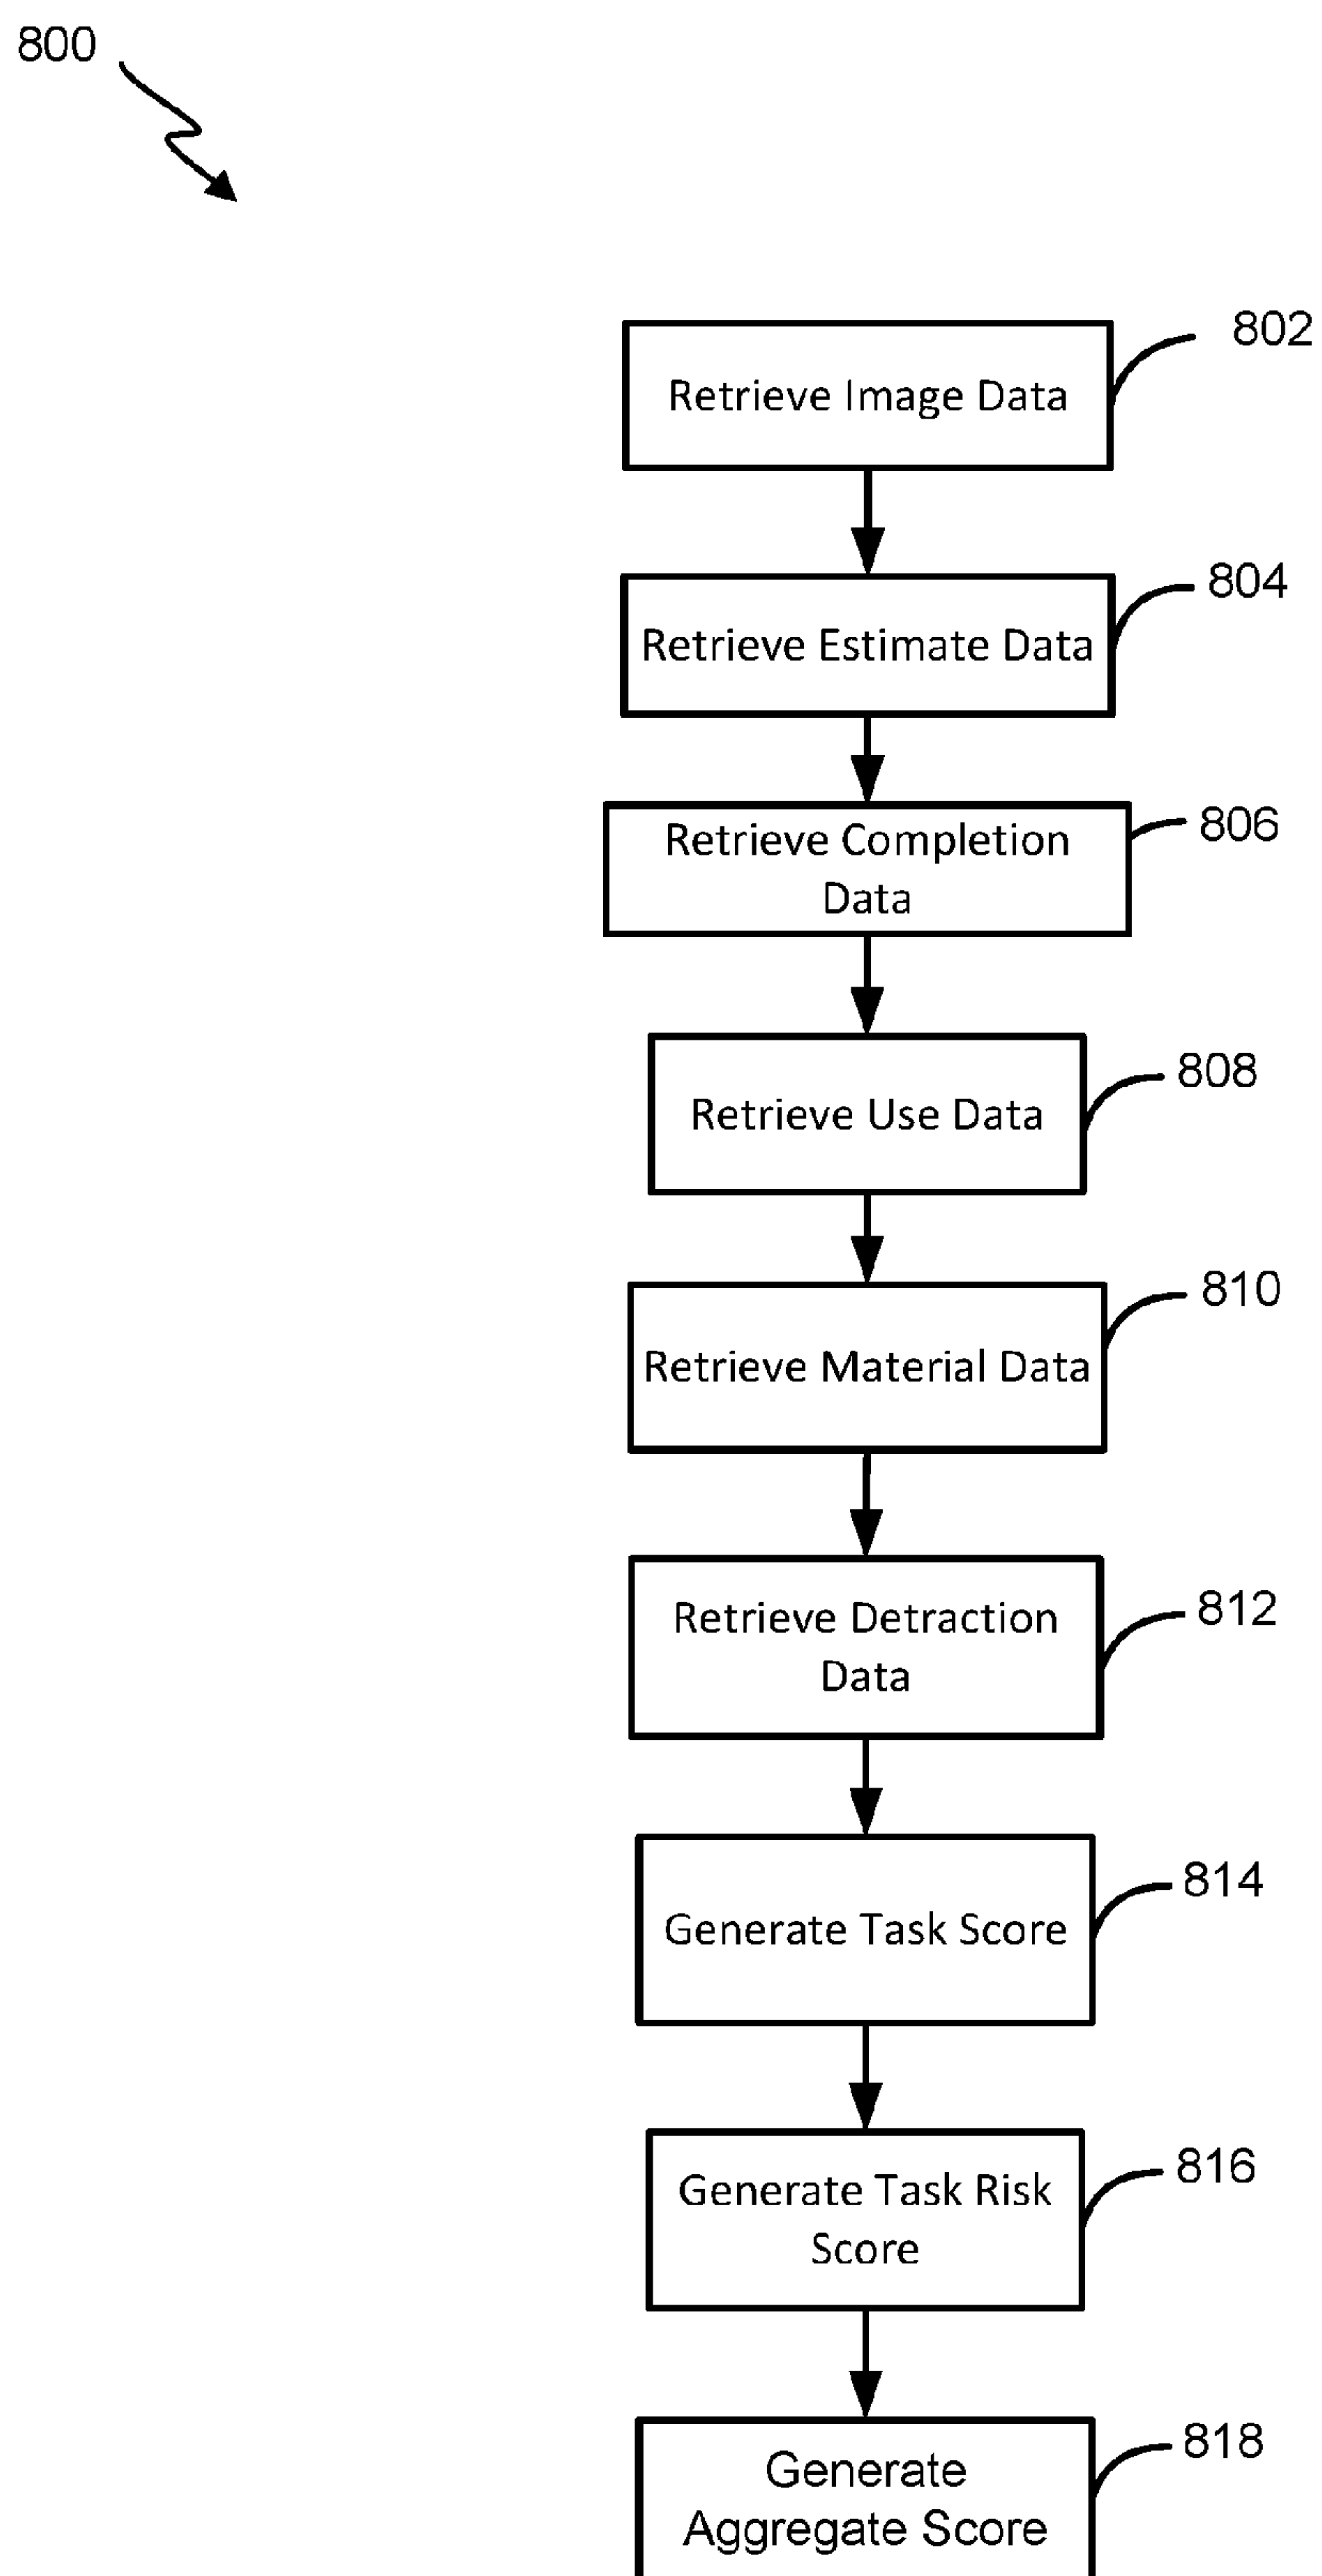 800
802
Retrieve Image Data
804
Retrieve Estimate Data
806
Retrieve Completion
Data
808
Retrieve Use Data
810
Retrieve Material Data
812
Retrieve Detraction
Data
814
Generate Task Score
816
Generate Task Risk
Score
818
Generate
Aggregate Score